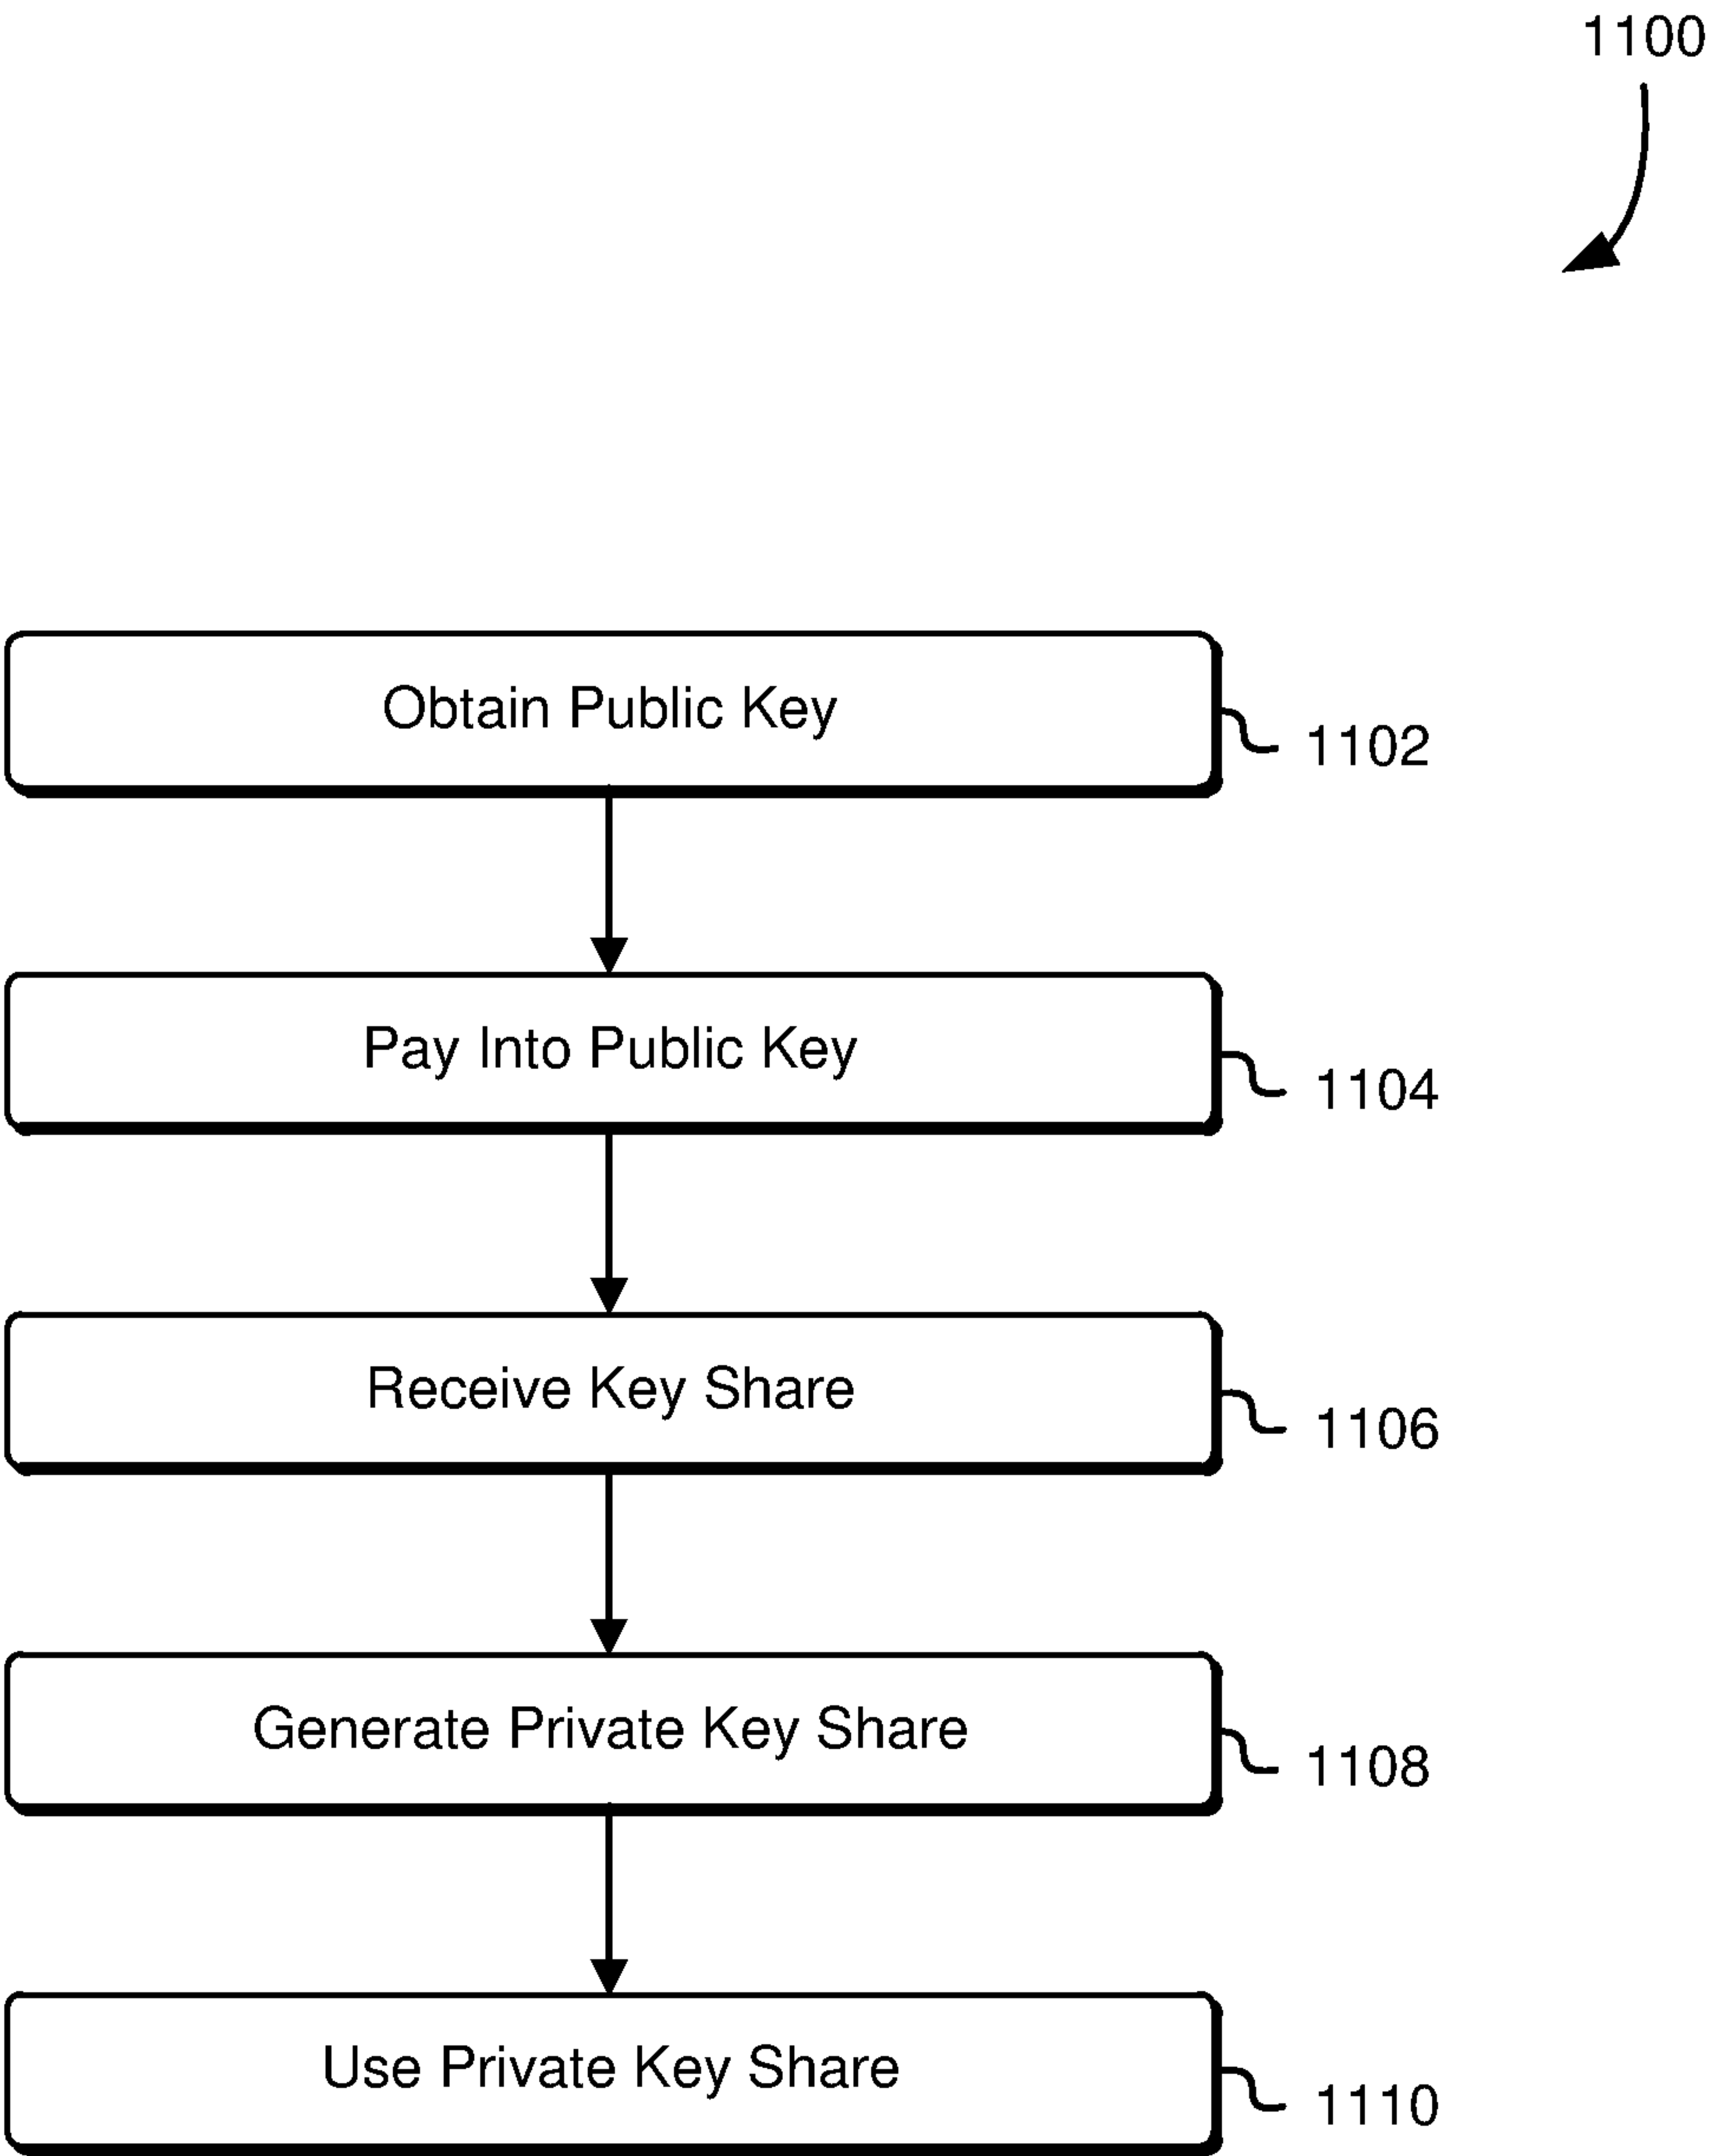 1100
Obtain Public Key
1102
Pay Into Public Key
1104
Receive Key Share
1106
Generate Private Key Share
1108
Use Private Key Share
1110